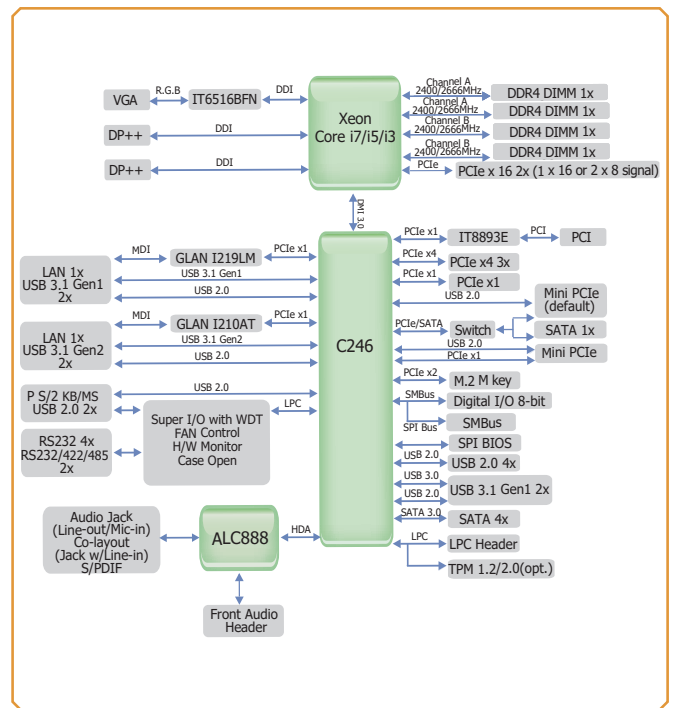 VGA
R.G.B
IT6516BFN
DDI
DP++
DDI
DP++
DDI
Xeon
Core i7/i5/i3
Channel A
2400/2666MHz
DDR4 DIMM 1x
Channel A
2400/2666MHz
DDR4 DIMM 1x
Channel B
2400/2666MHz
DDR4 DIMM 1x
Channel B
2400/2666MHz
DDR4 DIMM 1x
PCIe
PCIe x 16 2x (1 x 16 or 2 x 8 signal)
DMI 3.0
LAN 1x
USB 3.1 Gen1
2x
MDI
GLAN I219LM
PCIe x1
USB 3.1 Gen1
USB 2.0
LAN 1x
USB 3.1 Gen2
2x
MDI
GLAN I210AT
PCIe x1
USB 3.1 Gen2
USB 2.0
P S/2 KB/MS
USB 2.0 2x
USB 2.0
RS232 4x
RS232/422/485
2x
Super I/O with WDT
FAN Control
H/W Monitor
Case Open
LPC
Audio Jack
(Line-out/Mic-in)
Co-layout
(Jack w/Line-in)
S/PDIF
ALC888
HDA
Front Audio
Header
C246
PCIe x1
IT8893E
PCI
PCI
PCIe x4
PCIe x4 3x
PCIe x1
PCIe x1
USB 2.0
Mini PCIe
(default)
PCIe/SATA
Switch
SATA 1x
USB 2.0
PCIe x1
Mini PCIe
PCIe x2
M.2 M key
SMBus
Digital I/O 8-bit
SMBus
SPI Bus
SPI BIOS
USB 2.0
USB 2.0 4x
USB 3.0
USB 2.0
USB 3.1 Gen1 2x
SATA 3.0
SATA 4x
LPC
LPC Header
TPM 1.2/2.0(opt.)